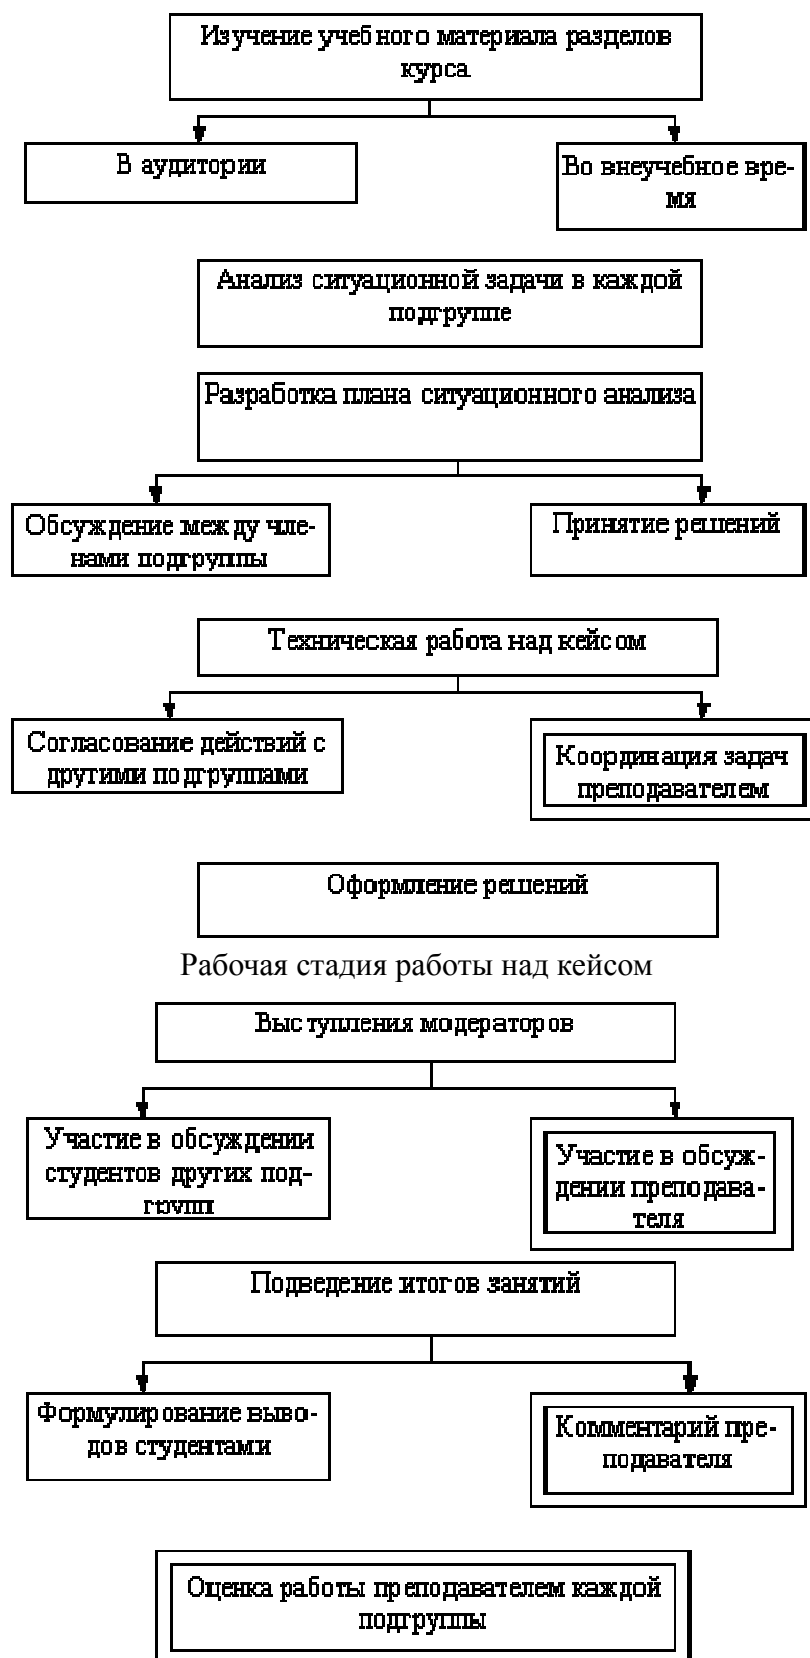 Изучение учебного материала разделов
курса
В аудитории
Во внеучебное вре-
мя
Анализ ситуационной задачи в каждой
подгруппе
Разработка плана ситуационного анализа
Обсуждение между чле-
нами подгруппы
Принятие решений
Техническая работа над кейсом
Согласование действий с
другими подгруппами
Координация задач
преподавателем
Оформление решений
Рабочая стадия работы над кейсом
Выступления модераторов
Участие в обсуждении
студентов других под-
групп
Участие в обсуж-
дении преподава-
теля
Подведение итогов занятий
Формулирование выво-
дов студентами
Комментарий пре-
подавателя
Оценка работы преподавателем каждой
подгруппы